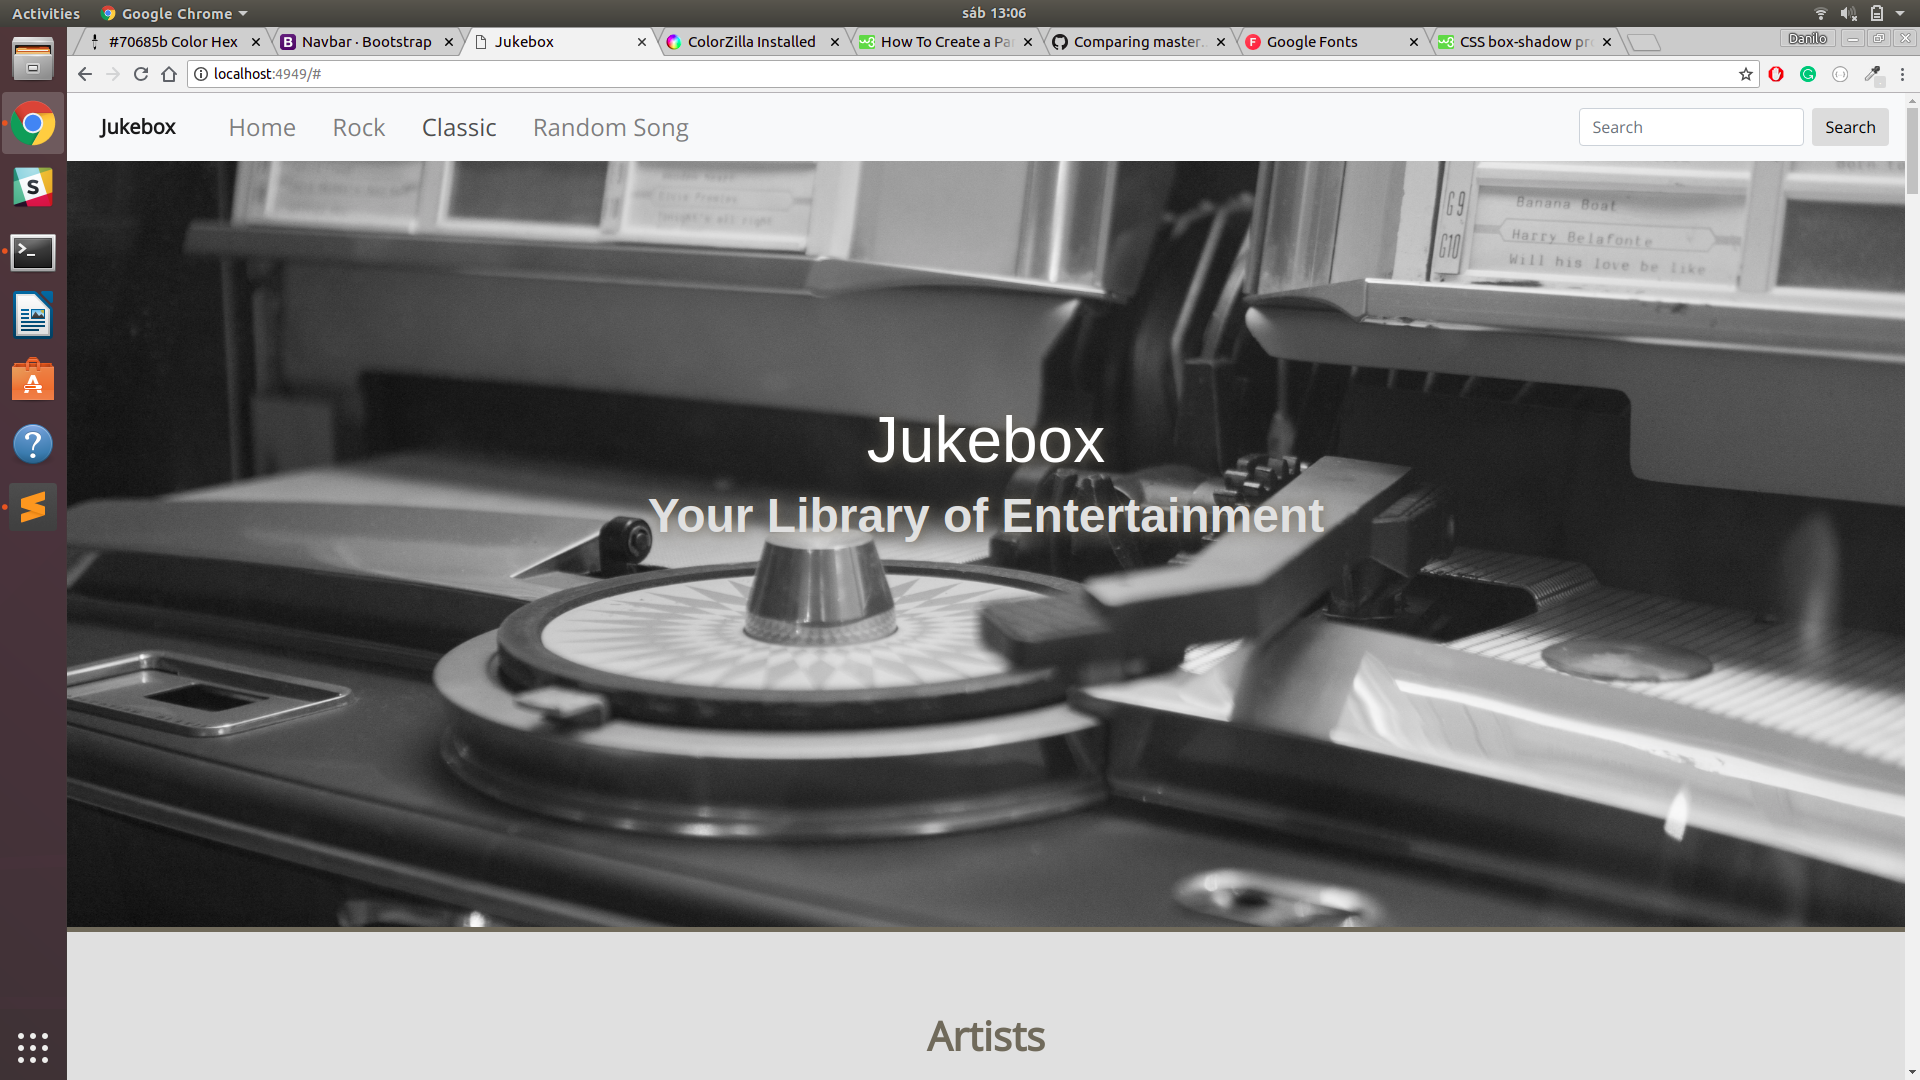 Activities Google Chrome sáb 13:06
#70685b Color Hex Navbar · Bootstrap Jukebox ColorZilla Installed How To Create a Par Comparing master. Google Fonts CSS box-shadow pr Danilo
localhost:4949/#
Jukebox Home Rock Classic Random Song Search Search
G9 Banana Boat
G10 Harry Belafonte
Will his love be like
Jukebox
Your Library of Entertainment
Artists